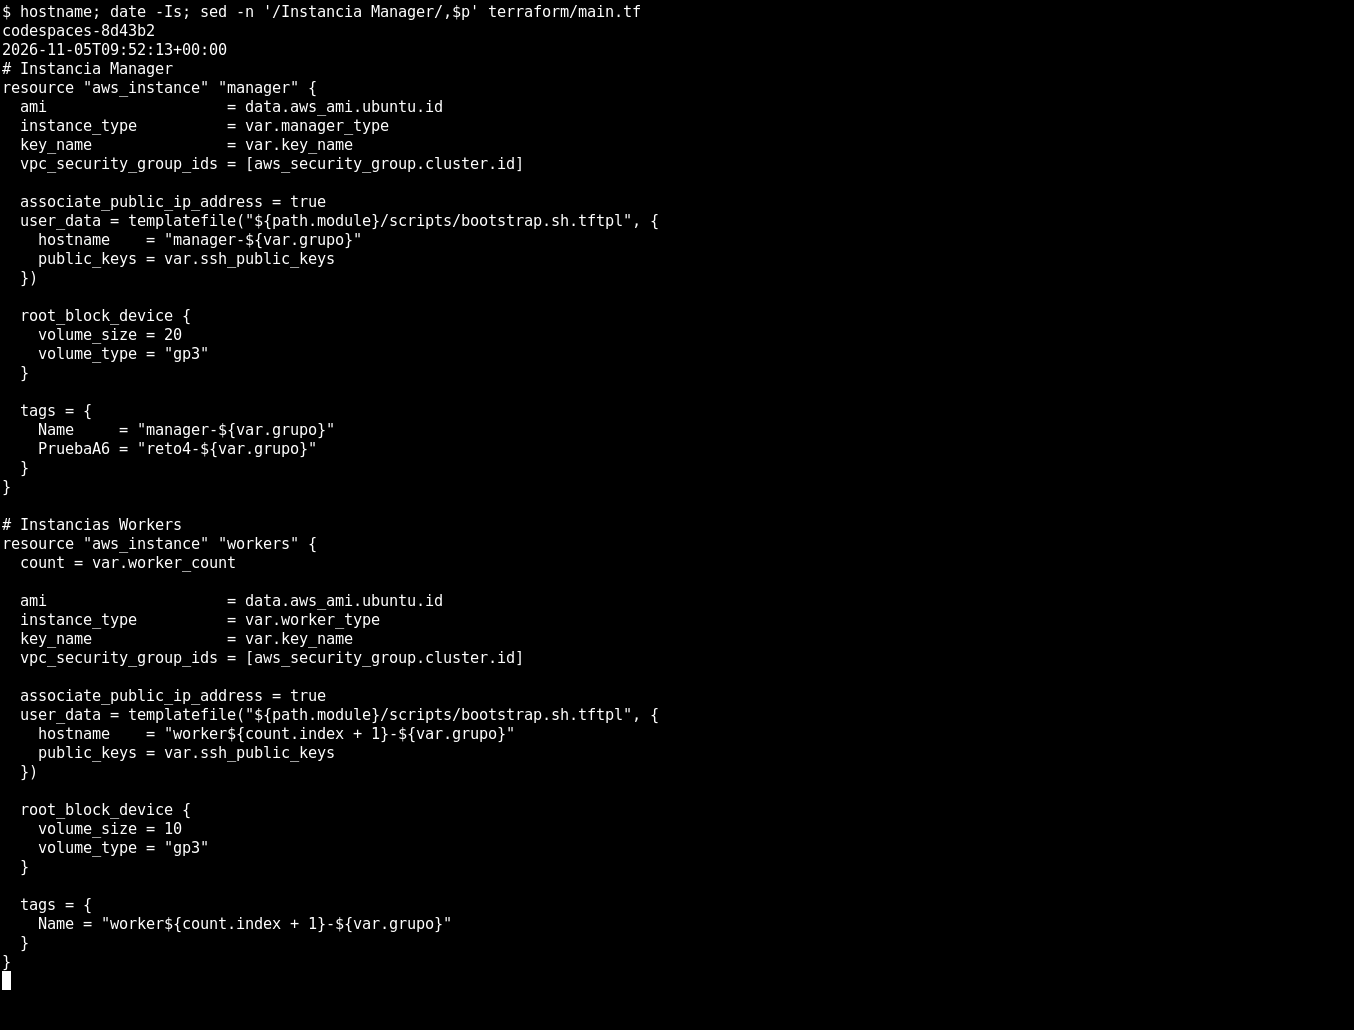 $ hostname; date -Is; sed -n '/Instancia Manager/,$p' terraform/main.tf
codespaces-8d43b2
2026-11-05T09:52:13+00:00
# Instancia Manager
resource "aws_instance" "manager" {
  ami                    = data.aws_ami.ubuntu.id
  instance_type          = var.manager_type
  key_name               = var.key_name
  vpc_security_group_ids = [aws_security_group.cluster.id]

  associate_public_ip_address = true
  user_data = templatefile("${path.module}/scripts/bootstrap.sh.tftpl", {
    hostname    = "manager-${var.grupo}"
    public_keys = var.ssh_public_keys
  })

  root_block_device {
    volume_size = 20
    volume_type = "gp3"
  }

  tags = {
    Name     = "manager-${var.grupo}"
    PruebaA6 = "reto4-${var.grupo}"
  }
}

# Instancias Workers
resource "aws_instance" "workers" {
  count = var.worker_count

  ami                    = data.aws_ami.ubuntu.id
  instance_type          = var.worker_type
  key_name               = var.key_name
  vpc_security_group_ids = [aws_security_group.cluster.id]

  associate_public_ip_address = true
  user_data = templatefile("${path.module}/scripts/bootstrap.sh.tftpl", {
    hostname    = "worker${count.index + 1}-${var.grupo}"
    public_keys = var.ssh_public_keys
  })

  root_block_device {
    volume_size = 10
    volume_type = "gp3"
  }

  tags = {
    Name = "worker${count.index + 1}-${var.grupo}"
  }
}